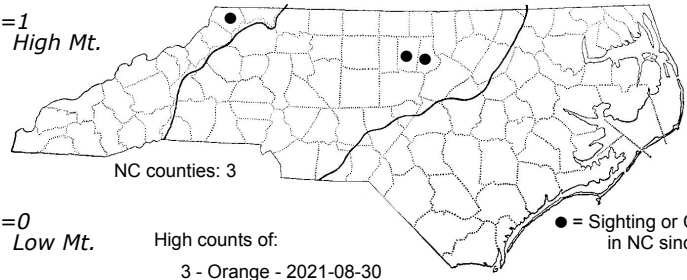 =1
High Mt.
NC counties: 3
=0
Low Mt.
High counts of:
3 - Orange - 2021-08-30
● = Sighting or
in NC